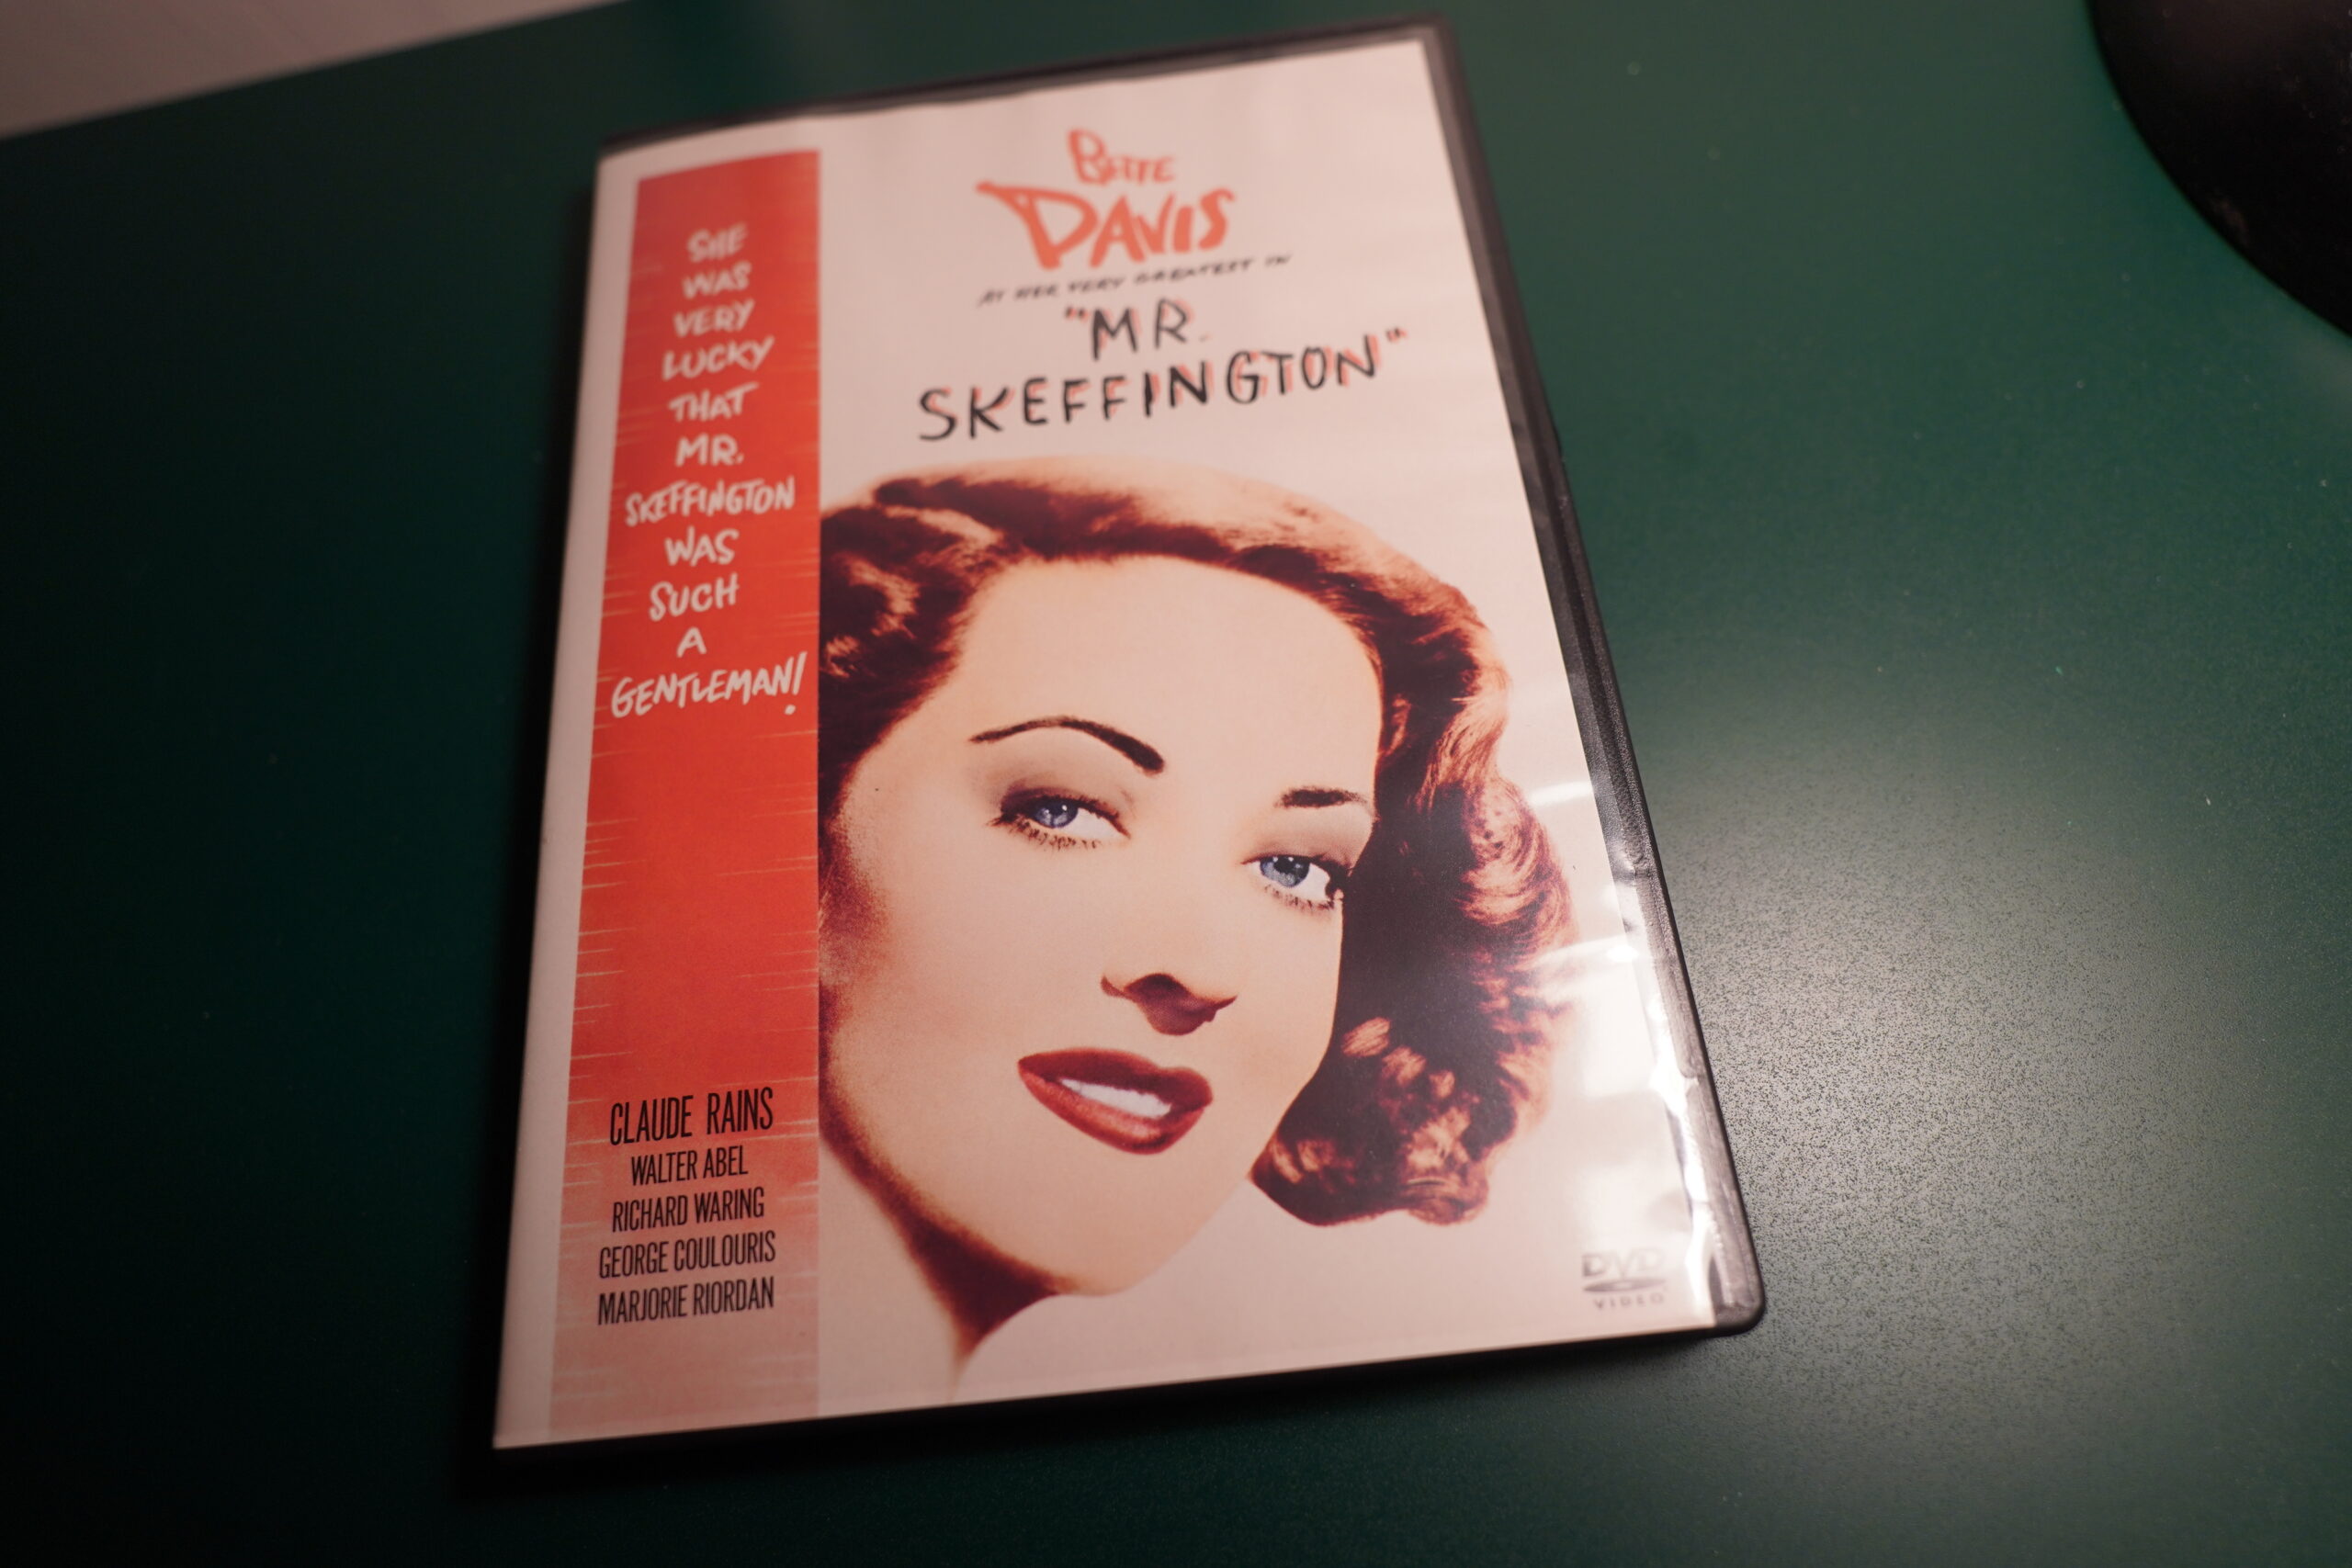 BETTE
DAVIS
AT HER VERY GREATEST IN
"MR.
SKEFFINGTON"
SHE
WAS
VERY
LUCKY
THAT
MR.
SKEFFINGTON
WAS
SUCH
A
GENTLEMAN!
CLAUDE RAINS
WALTER ABEL
RICHARD WARING
GEORGE COULOURIS
MARJORIE RIORDAN
DVD
VIDEO